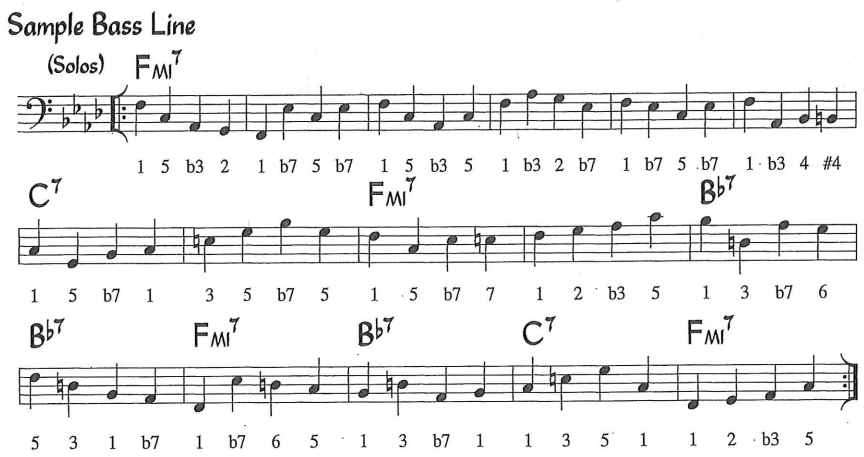 Sample Bass Line
(Solos) FMI7
1 5 b3 2 1 b7 5 b7 1 5 b3 5 1 b3 2 b7 1 b7 5 b7 1 b3 4 #4
C7 FMI7 Bb7
1 5 b7 1 3 5 b7 5 1 5 b7 7 1 2 b3 5 1 3 b7 6
Bb7 FMI7 Bb7 C7 FMI7
5 3 1 b7 1 b7 6 5 1 3 b7 1 1 3 5 1 1 2 b3 5